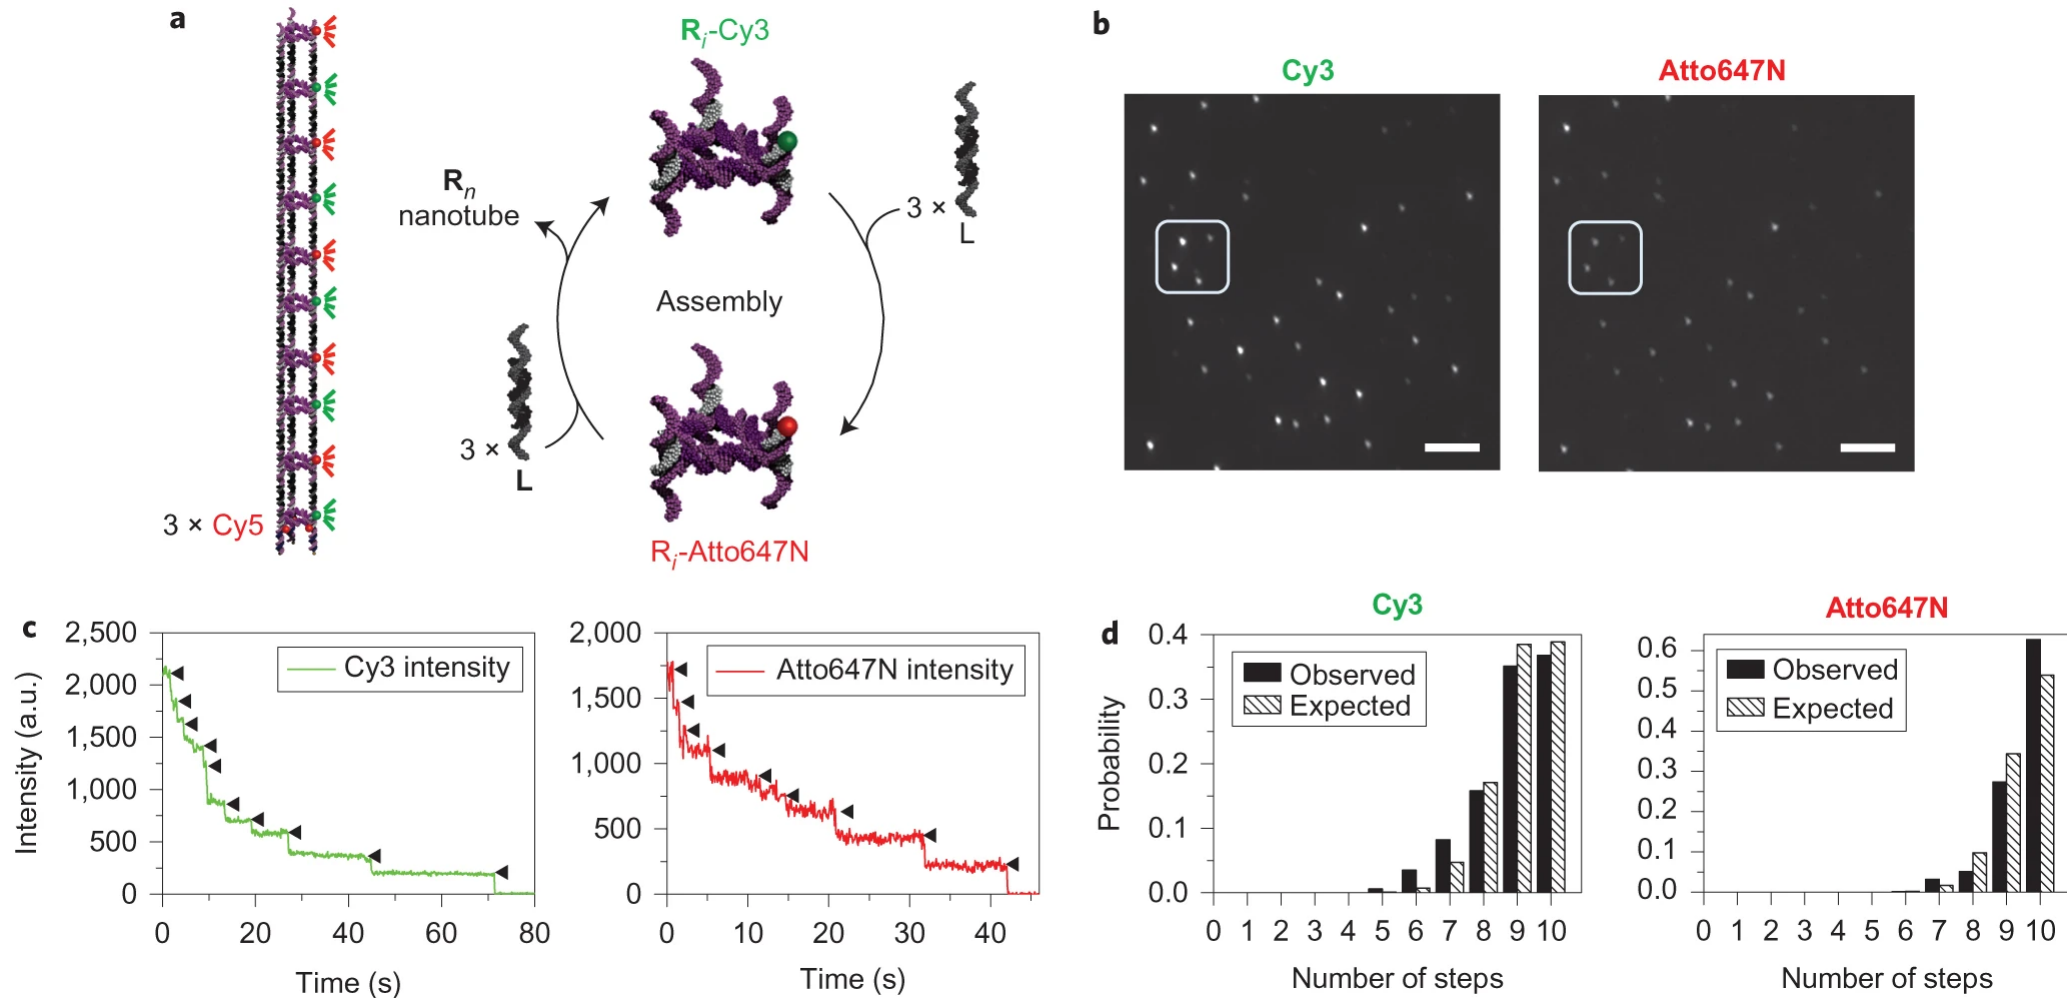 a
R_i-Cy3
R_n
nanotube
3 ×
L
Assembly
3 ×
L
3 × Cy5
R_i-Atto647N
b
Cy3
Atto647N
c
2,500
2,000
1,500
1,000
500
0
Intensity (a.u.)
Cy3 intensity
0 20 40 60 80
Time (s)
2,000
1,500
1,000
500
0
Atto647N intensity
0 10 20 30 40
Time (s)
d
Cy3
0.4
0.3
0.2
0.1
0.0
Probability
Observed
Expected
0 1 2 3 4 5 6 7 8 9 10
Number of steps
Atto647N
0.6
0.5
0.4
0.3
0.2
0.1
0.0
Observed
Expected
0 1 2 3 4 5 6 7 8 9 10
Number of steps